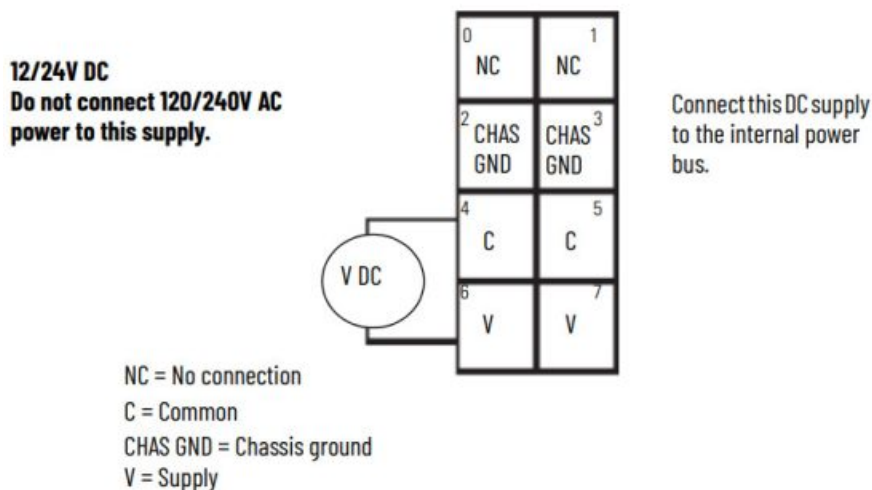 12/24V DC
Do not connect 120/240V AC
power to this supply.
0
1
NC
NC
2
CHAS
GND
CHAS
GND
3
4
C
5
C
6
V
7
V
V DC
Connect this DC supply
to the internal power
bus.
NC = No connection
C = Common
CHAS GND = Chassis ground
V = Supply